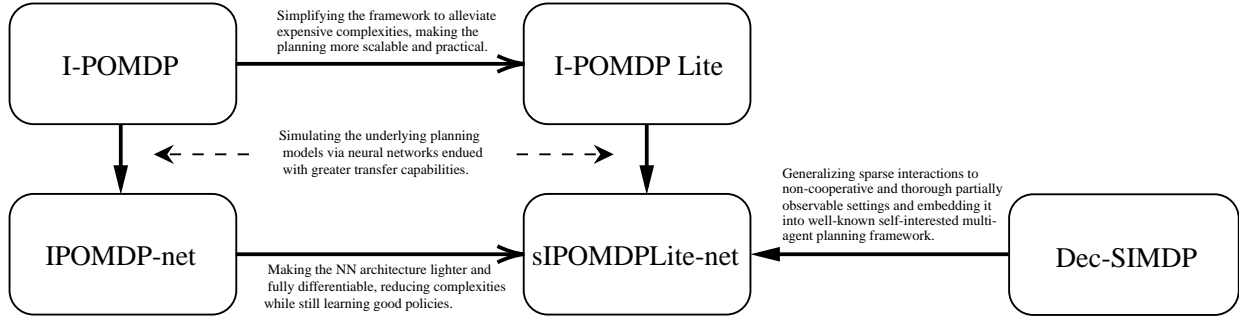 Simplifying the framework to alleviate
expensive complexities, making the
planning more scalable and practical.
I-POMDP
I-POMDP Lite
Simulating the underlying planning
models via neural networks endued
with greater transfer capabilities.
Generalizing sparse interactions to
non-cooperative and thorough partially
observable settings and embedding it
into well-known self-interested multi-
agent planning framework.
IPOMDP-net
sIPOMDPLite-net
Dec-SIMDP
Making the NN architecture lighter and
fully differentiable, reducing complexities
while still learning good policies.